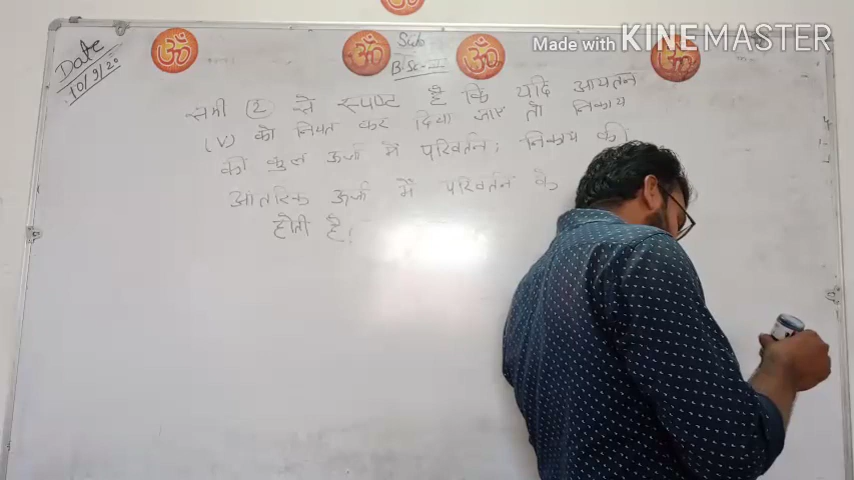 Made with KINEMASTER
Date
10/9/20
Sub
B.Sc-III
समी (2) से स्पष्ट है कि यदि आयतन
(V) को नियत कर दिया जाए तो निकाय
की कुल ऊर्जा में परिवर्तन, निकाय की
आंतरिक ऊर्जा में परिवर्तन के
होती है।